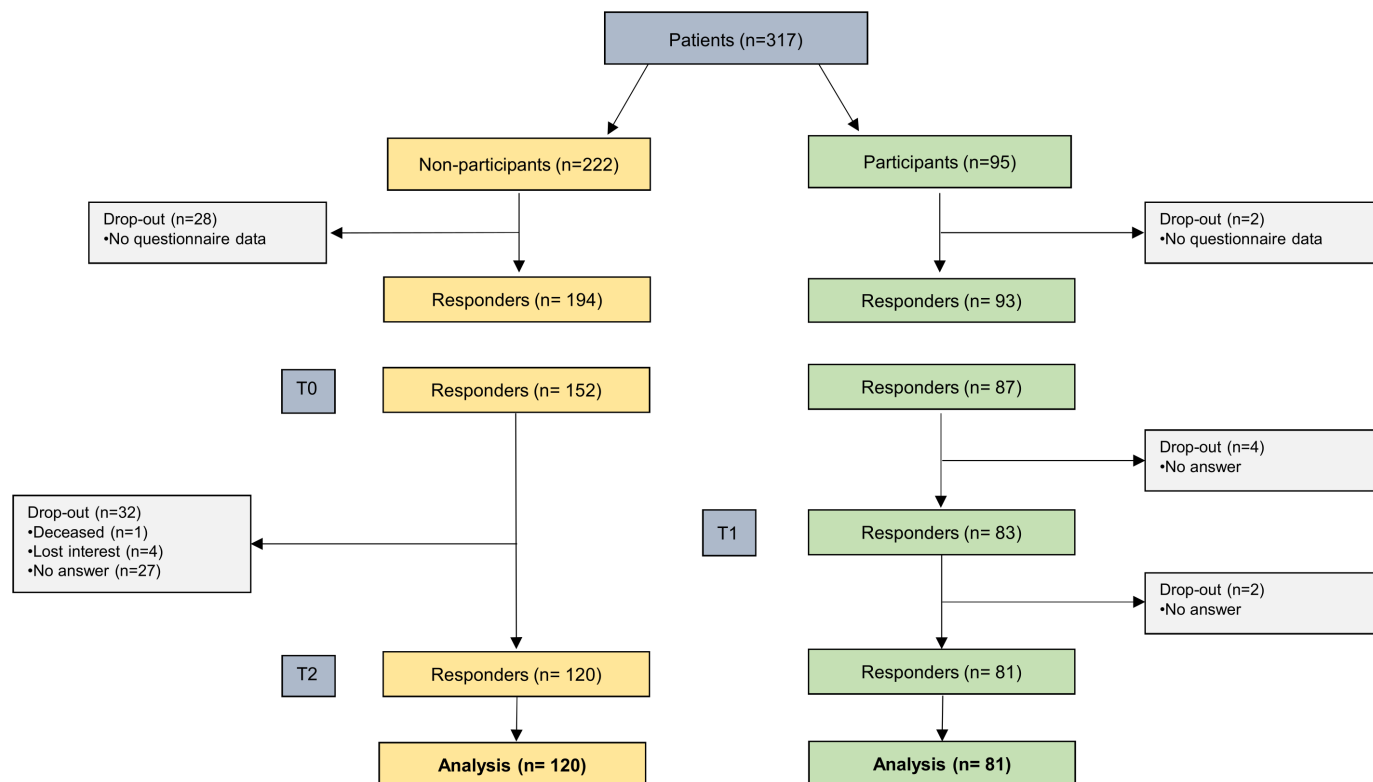 Patients (n=317)
Non-participants (n=222)
Participants (n=95)
Drop-out (n=28)
•No questionnaire data
Drop-out (n=2)
•No questionnaire data
Responders (n= 194)
Responders (n= 93)
T0
Responders (n= 152)
Responders (n= 87)
Drop-out (n=4)
•No answer
Drop-out (n=32)
•Deceased (n=1)
•Lost interest (n=4)
•No answer (n=27)
T1
Responders (n= 83)
Drop-out (n=2)
•No answer
T2
Responders (n= 120)
Responders (n= 81)
Analysis (n= 120)
Analysis (n= 81)